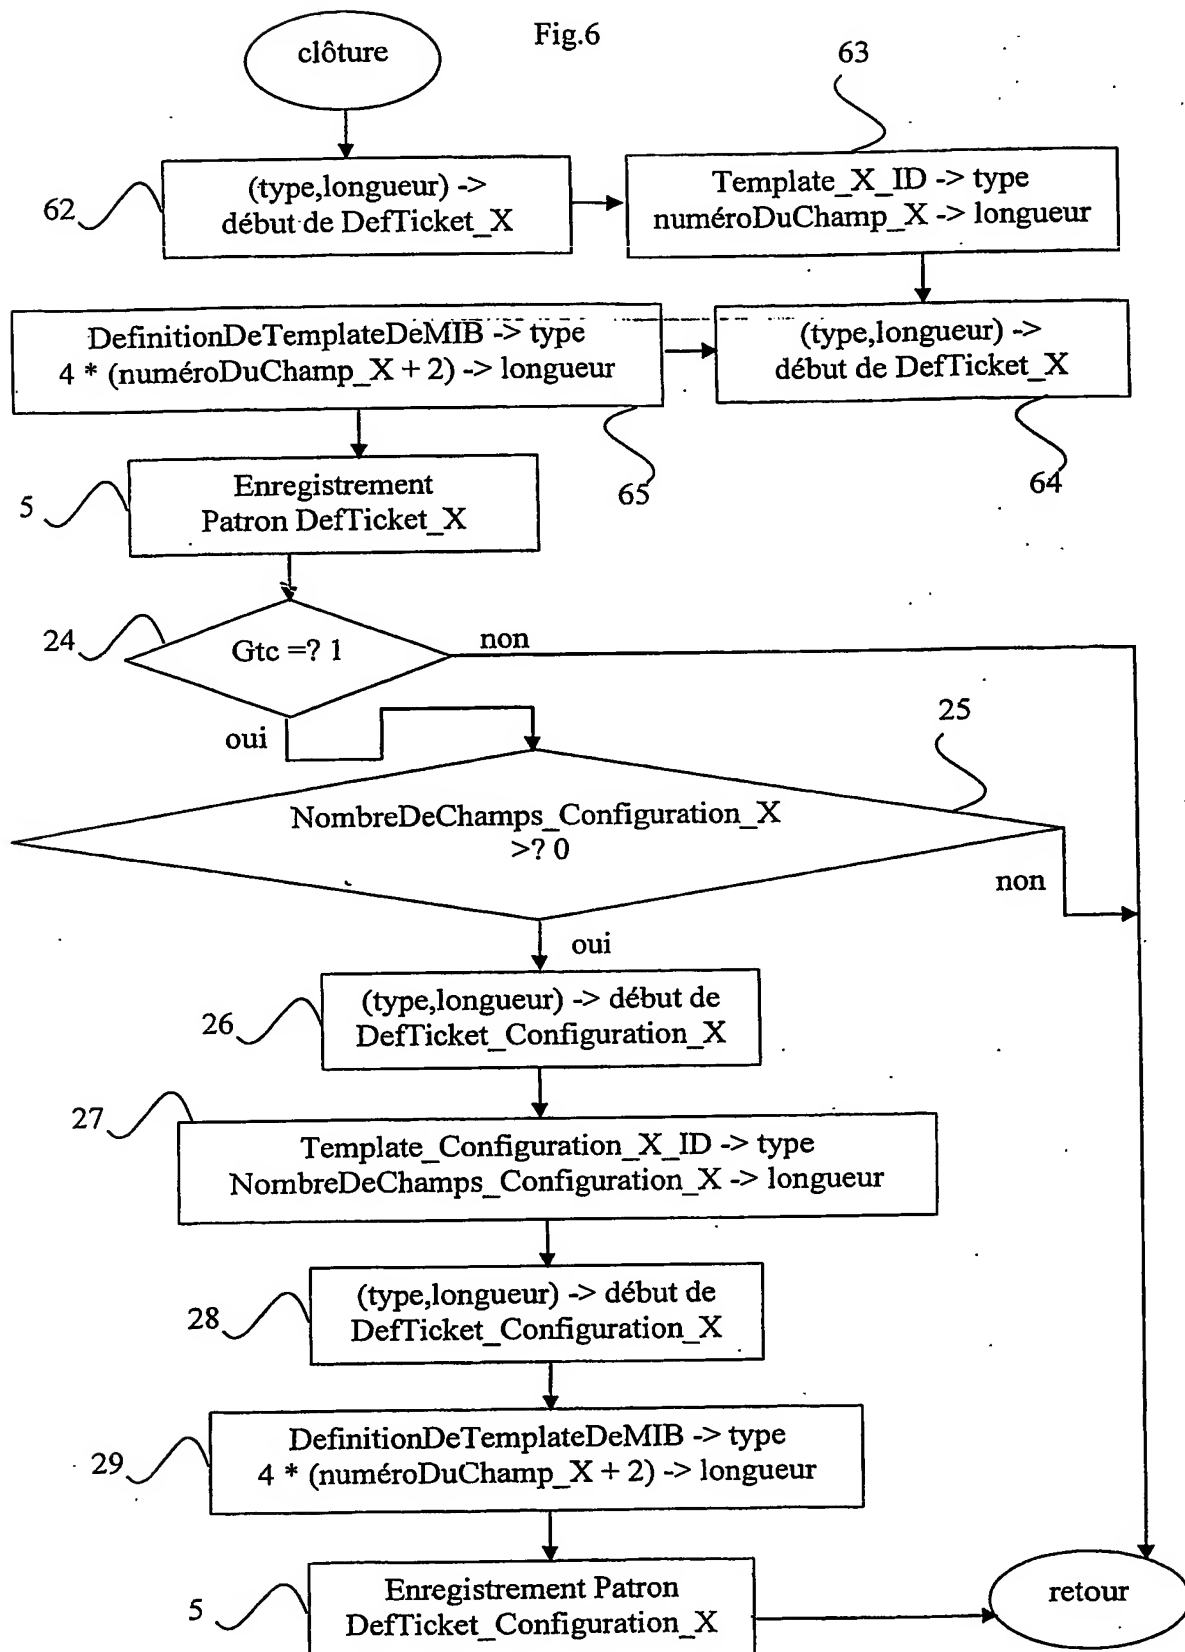 Fig.6
clôture
63
62
(type,longueur) ->
début de DefTicket_X
Template_X_ID -> type
numéroDuChamp_X -> longueur
DefinitionDeTemplateDeMIB -> type
4 * (numéroDuChamp_X + 2) -> longueur
(type,longueur) ->
début de DefTicket_X
65
64
5
Enregistrement
Patron DefTicket_X
24
Gtc =? 1
non
oui
25
NombreDeChamps_Configuration_X
>? 0
non
oui
26
(type,longueur) -> début de
DefTicket_Configuration_X
27
Template_Configuration_X_ID -> type
NombreDeChamps_Configuration_X -> longueur
28
(type,longueur) -> début de
DefTicket_Configuration_X
29
DefinitionDeTemplateDeMIB -> type
4 * (numéroDuChamp_X + 2) -> longueur
5
Enregistrement Patron
DefTicket_Configuration_X
retour